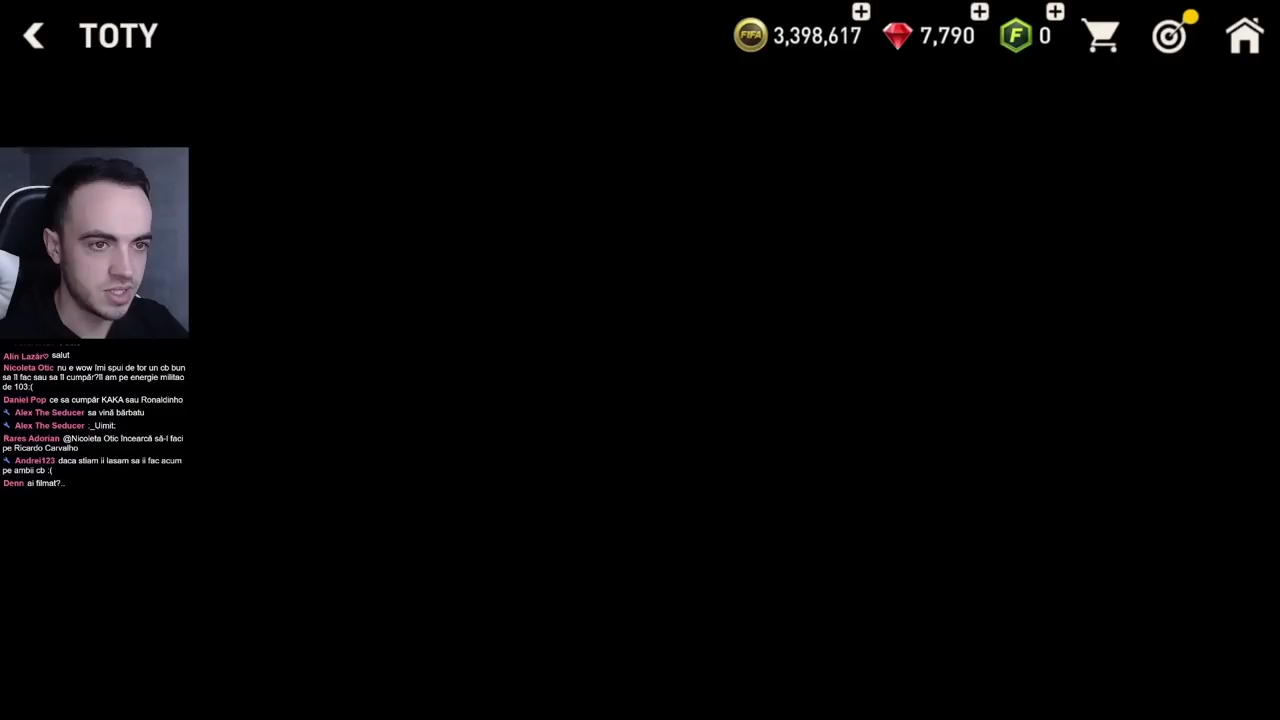 TOTY
FIFA 3,398,617 7,790 F 0
Alin Lazăr♡ salut
Nicoleta Otic nu e wow îmi spui de tor un cb bun
sa îl fac sau sa îl cumpăr?îl am pe energie militao
de 103:(
Daniel Pop ce sa cumpăr KAKA sau Ronaldinho
Alex The Seducer sa vină bărbatu
Alex The Seducer :_Uimit:
Rares Adorian @Nicoleta Otic încearcă să-l faci
pe Ricardo Carvalho
Andrei123 daca stiam ii lasam sa ii fac acum
pe ambii cb :(
Denn ai filmat?..